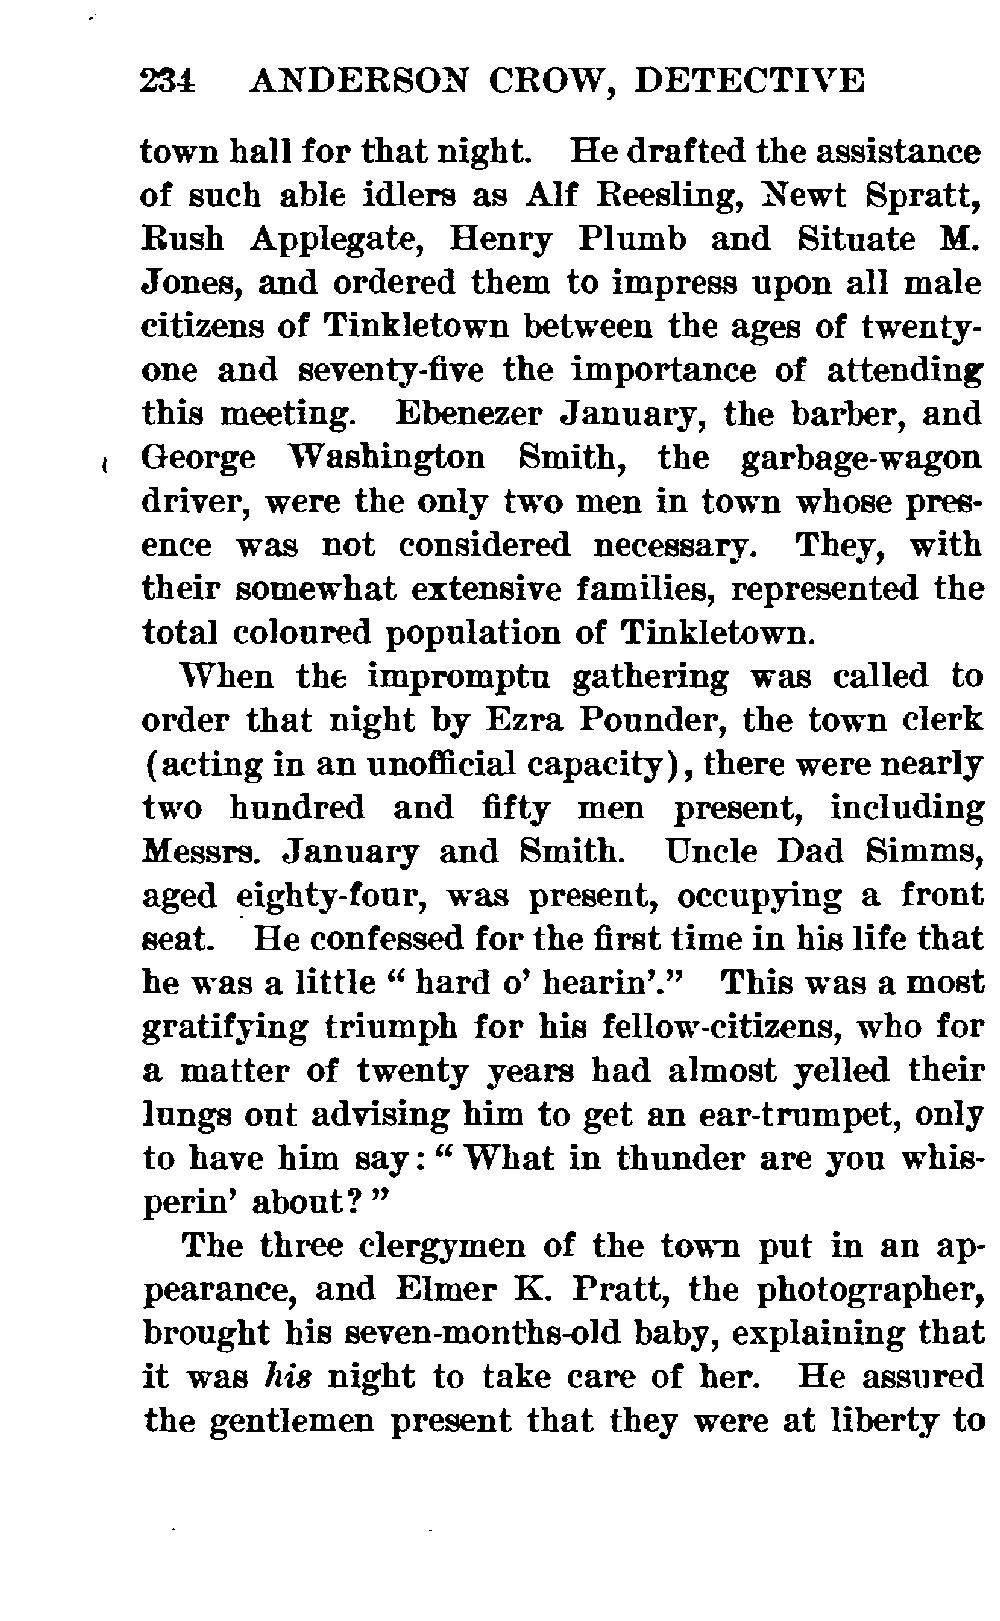 234 ANDERSON CROW, DETECTIVE
town hall for that night. He drafted the assistance
of such able idlers as Alf Reesling, Newt Spratt,
Rush Applegate, Henry Plumb and Situate M.
Jones, and ordered them to impress upon all male
citizens of Tinkletown between the ages of twenty-
one and seventy-five the importance of attending
this meeting. Ebenezer January, the barber, and
George Washington Smith, the garbage-wagon
driver, were the only two men in town whose pres-
ence was not considered necessary. They, with
their somewhat extensive families, represented the
total coloured population of Tinkletown.
When the impromptu gathering was called to
order that night by Ezra Pounder, the town clerk
(acting in an unofficial capacity), there were nearly
two hundred and fifty men present, including
Messrs. January and Smith. Uncle Dad Simms,
aged eighty-four, was present, occupying a front
seat. He confessed for the first time in his life that
he was a little “ hard o’ hearin’.” This was a most
gratifying triumph for his fellow-citizens, who for
a matter of twenty years had almost yelled their
lungs out advising him to get an ear-trumpet, only
to have him say: “ What in thunder are you whis-
perin’ about? ”
The three clergymen of the town put in an ap-
pearance, and Elmer K. Pratt, the photographer,
brought his seven-months-old baby, explaining that
it was his night to take care of her. He assured
the gentlemen present that they were at liberty to